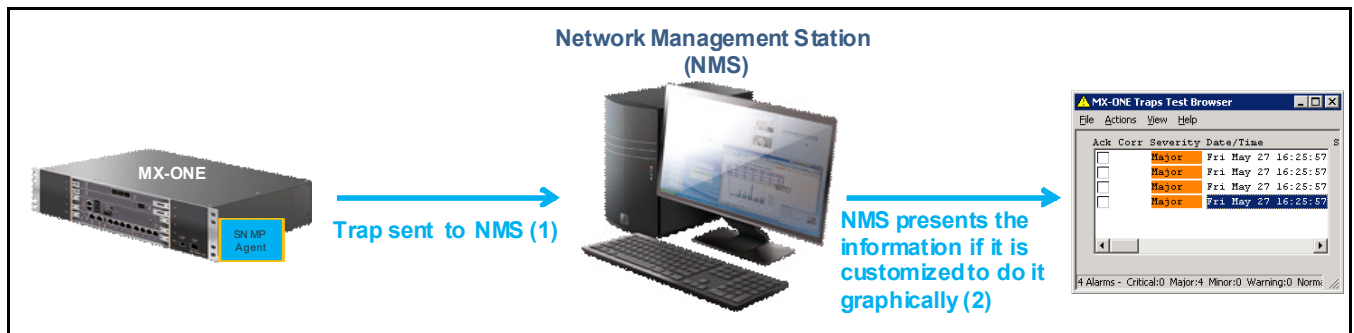 Network Management Station
(NMS)
MX-ONE
SNMP
Agent
Trap sent to NMS (1)
NMS presents the
information if it is
customized to do it
graphically (2)
MX-ONE Traps Test Browser
File Actions View Help
Ack Corr Severity Date/Time S
Major Fri May 27 16:25:57
Major Fri May 27 16:25:57
Major Fri May 27 16:25:57
Major Fri May 27 16:25:57
4 Alarms - Critical:0 Major:4 Minor:0 Warning:0 Norma